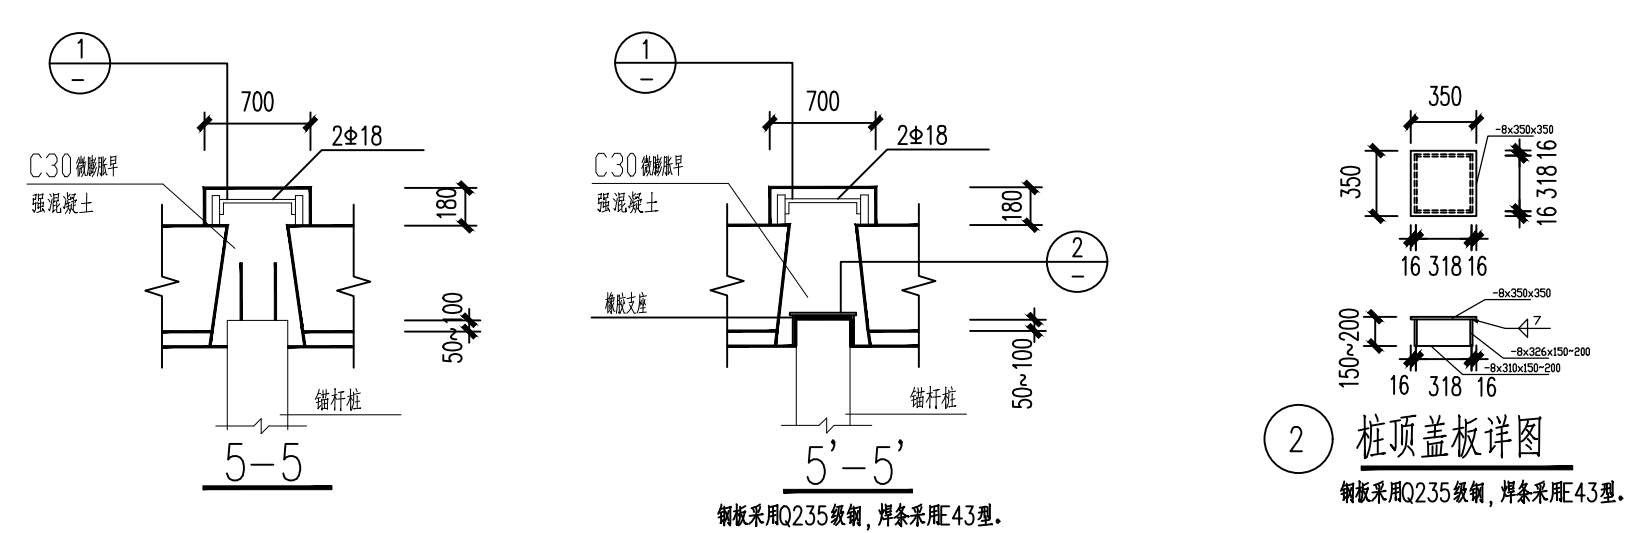 1
—
700
2Φ18
C30微膨胀早
强混凝土
180
50~100
锚杆桩
5-5
1
—
700
2Φ18
C30微膨胀早
强混凝土
180
2
—
橡胶支座
50~100
锚杆桩
5'-5'
钢板采用Q235级钢，焊条采用E43型。
350
-8x350x350
350
16 318 16
16 318 16
-8x350x350
7
150~200
-8x326x150~200
-8x310x150~200
16 318 16
2 桩顶盖板详图
钢板采用Q235级钢，焊条采用E43型。